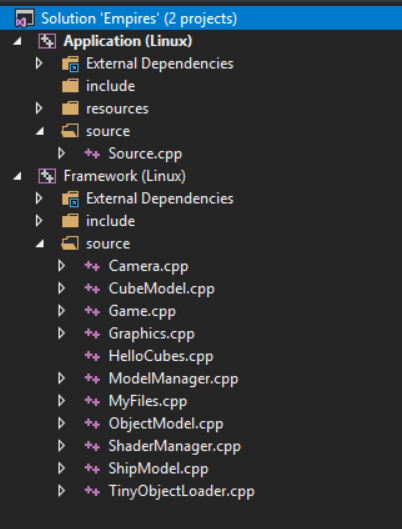 Solution 'Empires' (2 projects)
Application (Linux)
External Dependencies
include
resources
source
Source.cpp
Framework (Linux)
External Dependencies
include
source
Camera.cpp
CubeModel.cpp
Game.cpp
Graphics.cpp
HelloCubes.cpp
ModelManager.cpp
MyFiles.cpp
ObjectModel.cpp
ShaderManager.cpp
ShipModel.cpp
TinyObjectLoader.cpp